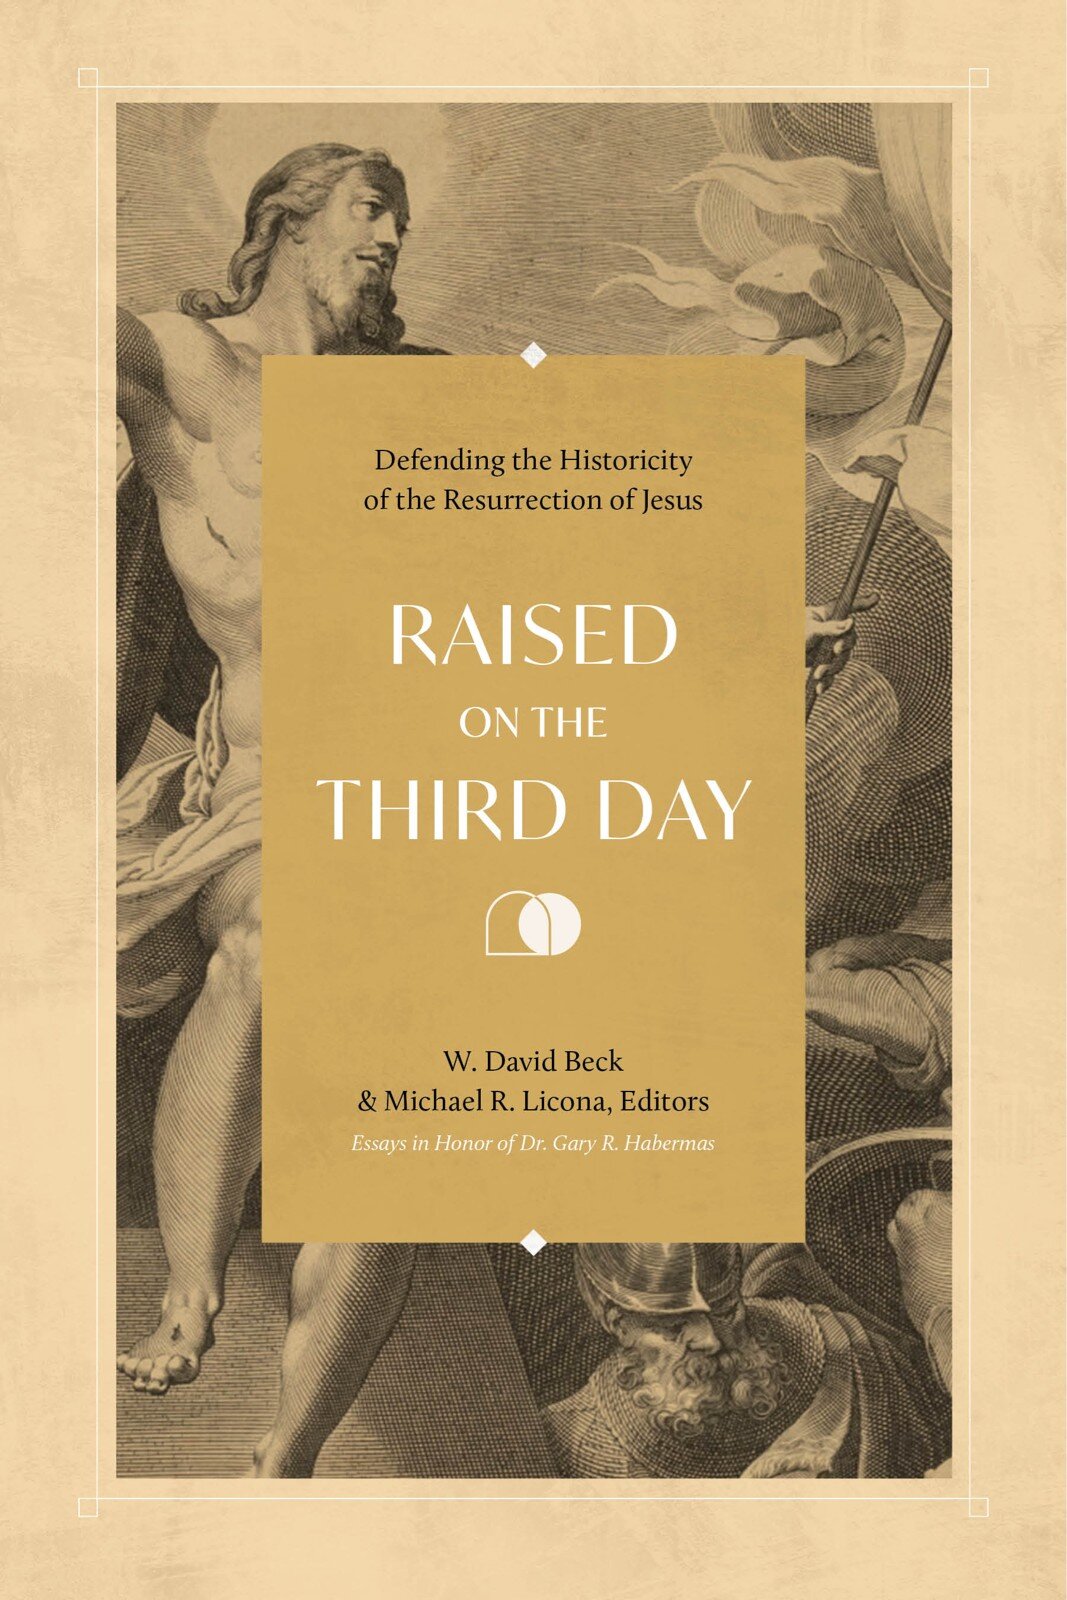 Defending the Historicity
of the Resurrection of Jesus
RAISED
ON THE
THIRD DAY
W. David Beck
& Michael R. Licona, Editors
Essays in Honor of Dr. Gary R. Habermas